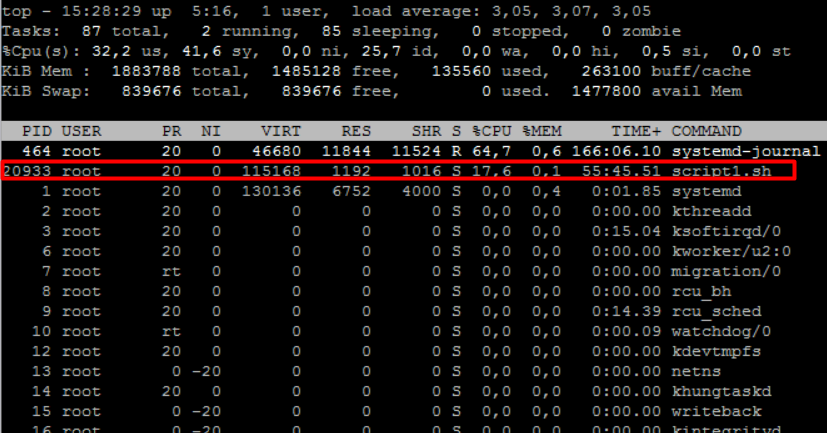 top - 15:28:29 up  5:16,  1 user,  load average: 3,05, 3,07, 3,05
Tasks:  87 total,   2 running,  85 sleeping,   0 stopped,   0 zombie
%Cpu(s): 32,2 us, 41,6 sy,  0,0 ni, 25,7 id,  0,0 wa,  0,0 hi,  0,5 si,  0,0 st
KiB Mem :  1883788 total,  1485128 free,   135560 used,   263100 buff/cache
KiB Swap:   839676 total,   839676 free,        0 used.  1477800 avail Mem
PID USER PR NI VIRT RES SHR S %CPU %MEM TIME+ COMMAND
464 root 20 0 46680 11844 11524 R 64,7 0,6 166:06.10 systemd-journal
20933 root 20 0 115168 1192 1016 S 17,6 0,1 55:45.51 script1.sh
1 root 20 0 130136 6752 4000 S 0,0 0,4 0:01.85 systemd
2 root 20 0 0 0 0 S 0,0 0,0 0:00.00 kthreadd
3 root 20 0 0 0 0 S 0,0 0,0 0:15.04 ksoftirqd/0
6 root 20 0 0 0 0 S 0,0 0,0 0:00.00 kworker/u2:0
7 root rt 0 0 0 0 S 0,0 0,0 0:00.00 migration/0
8 root 20 0 0 0 0 S 0,0 0,0 0:00.00 rcu_bh
9 root 20 0 0 0 0 S 0,0 0,0 0:14.39 rcu_sched
10 root rt 0 0 0 0 S 0,0 0,0 0:00.09 watchdog/0
12 root 20 0 0 0 0 S 0,0 0,0 0:00.00 kdevtmpfs
13 root 0 -20 0 0 0 S 0,0 0,0 0:00.00 netns
14 root 20 0 0 0 0 S 0,0 0,0 0:00.00 khungtaskd
15 root 0 -20 0 0 0 S 0,0 0,0 0:00.00 writeback
16 root 0 -20 0 0 0 S 0,0 0,0 0:00.00 kintegrityd